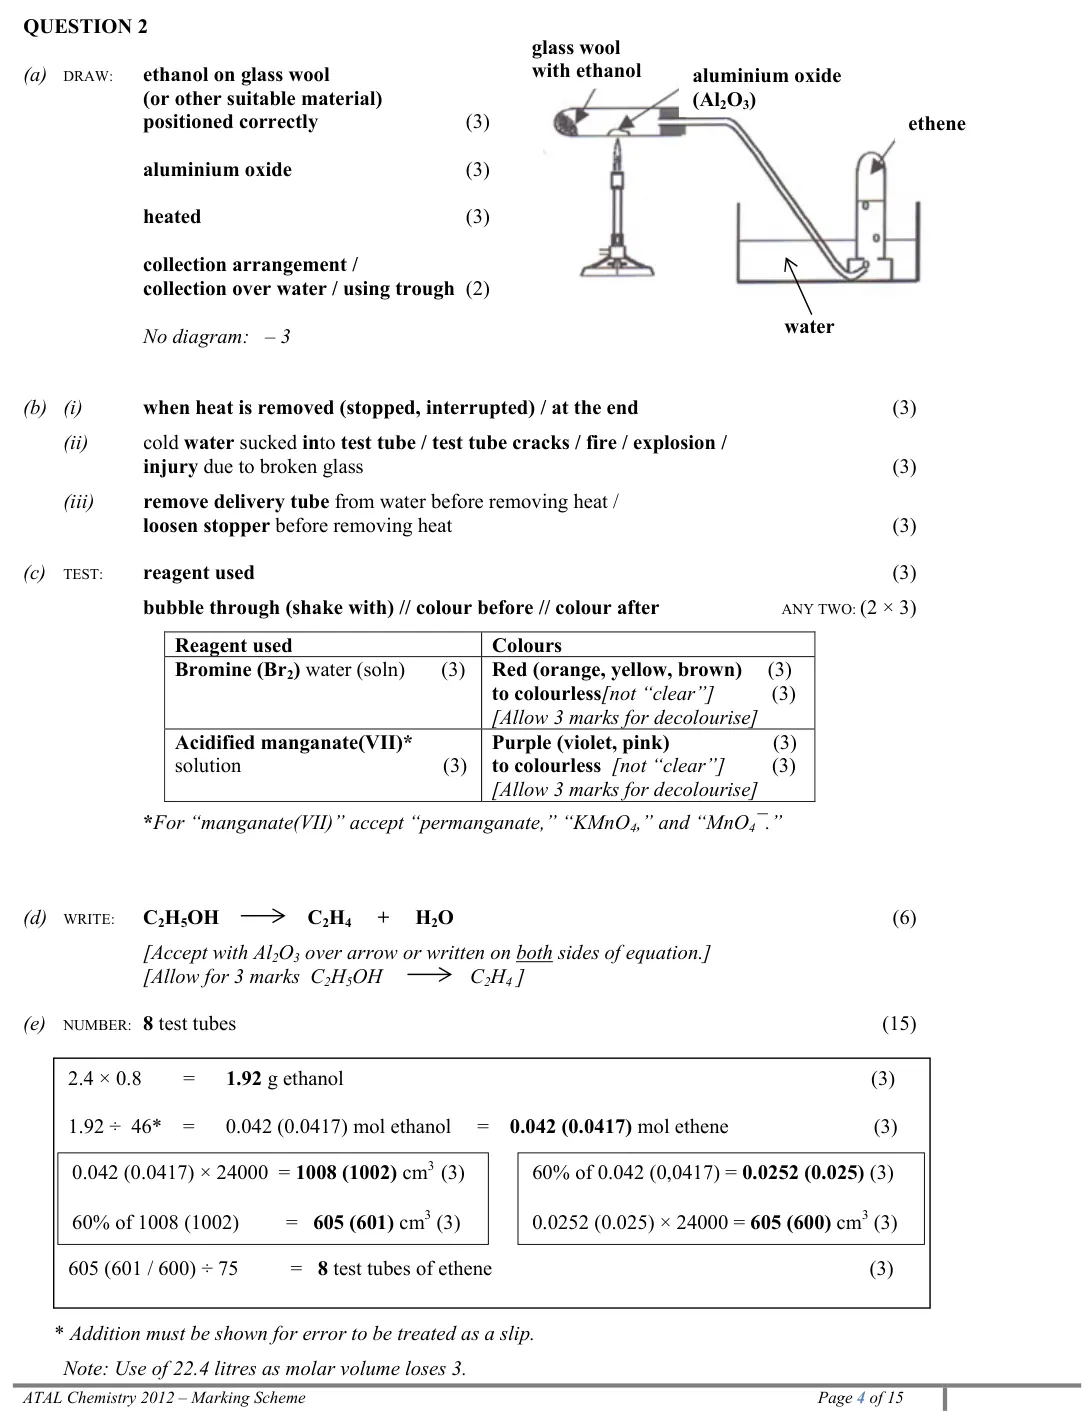 QUESTION 2
glass wool
with ethanol
aluminium oxide
(Al₂O₃)
ethene
water
(a) DRAW: ethanol on glass wool
(or other suitable material)
positioned correctly (3)
aluminium oxide (3)
heated (3)
collection arrangement /
collection over water / using trough (2)
No diagram: – 3
(b) (i) when heat is removed (stopped, interrupted) / at the end (3)
(ii) cold water sucked into test tube / test tube cracks / fire / explosion /
injury due to broken glass (3)
(iii) remove delivery tube from water before removing heat /
loosen stopper before removing heat (3)
(c) TEST: reagent used (3)
bubble through (shake with) // colour before // colour after ANY TWO: (2 × 3)
Reagent used Colours
Bromine (Br₂) water (soln) (3) Red (orange, yellow, brown) (3)
to colourless[not “clear”] (3)
[Allow 3 marks for decolourise]
Acidified manganate(VII)* Purple (violet, pink) (3)
solution (3) to colourless [not “clear”] (3)
[Allow 3 marks for decolourise]
*For “manganate(VII)” accept “permanganate,” “KMnO₄,” and “MnO₄⁻.”
(d) WRITE: C₂H₅OH → C₂H₄ + H₂O (6)
[Accept with Al₂O₃ over arrow or written on both sides of equation.]
[Allow for 3 marks C₂H₅OH → C₂H₄ ]
(e) NUMBER: 8 test tubes (15)
2.4 × 0.8 = 1.92 g ethanol (3)
1.92 ÷ 46* = 0.042 (0.0417) mol ethanol = 0.042 (0.0417) mol ethene (3)
0.042 (0.0417) × 24000 = 1008 (1002) cm³ (3)
60% of 1008 (1002) = 605 (601) cm³ (3)
60% of 0.042 (0,0417) = 0.0252 (0.025) (3)
0.0252 (0.025) × 24000 = 605 (600) cm³ (3)
605 (601 / 600) ÷ 75 = 8 test tubes of ethene (3)
* Addition must be shown for error to be treated as a slip.
Note: Use of 22.4 litres as molar volume loses 3.
ATAL Chemistry 2012 – Marking Scheme Page 4 of 15